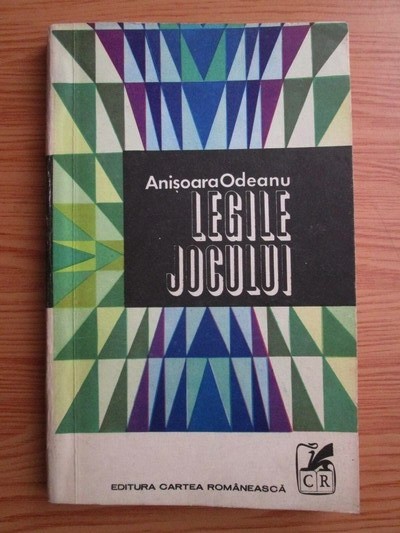 Anișoara Odeanu
LEGILE
JOCULUI
EDITURA CARTEA ROMÂNEASCĂ
CR